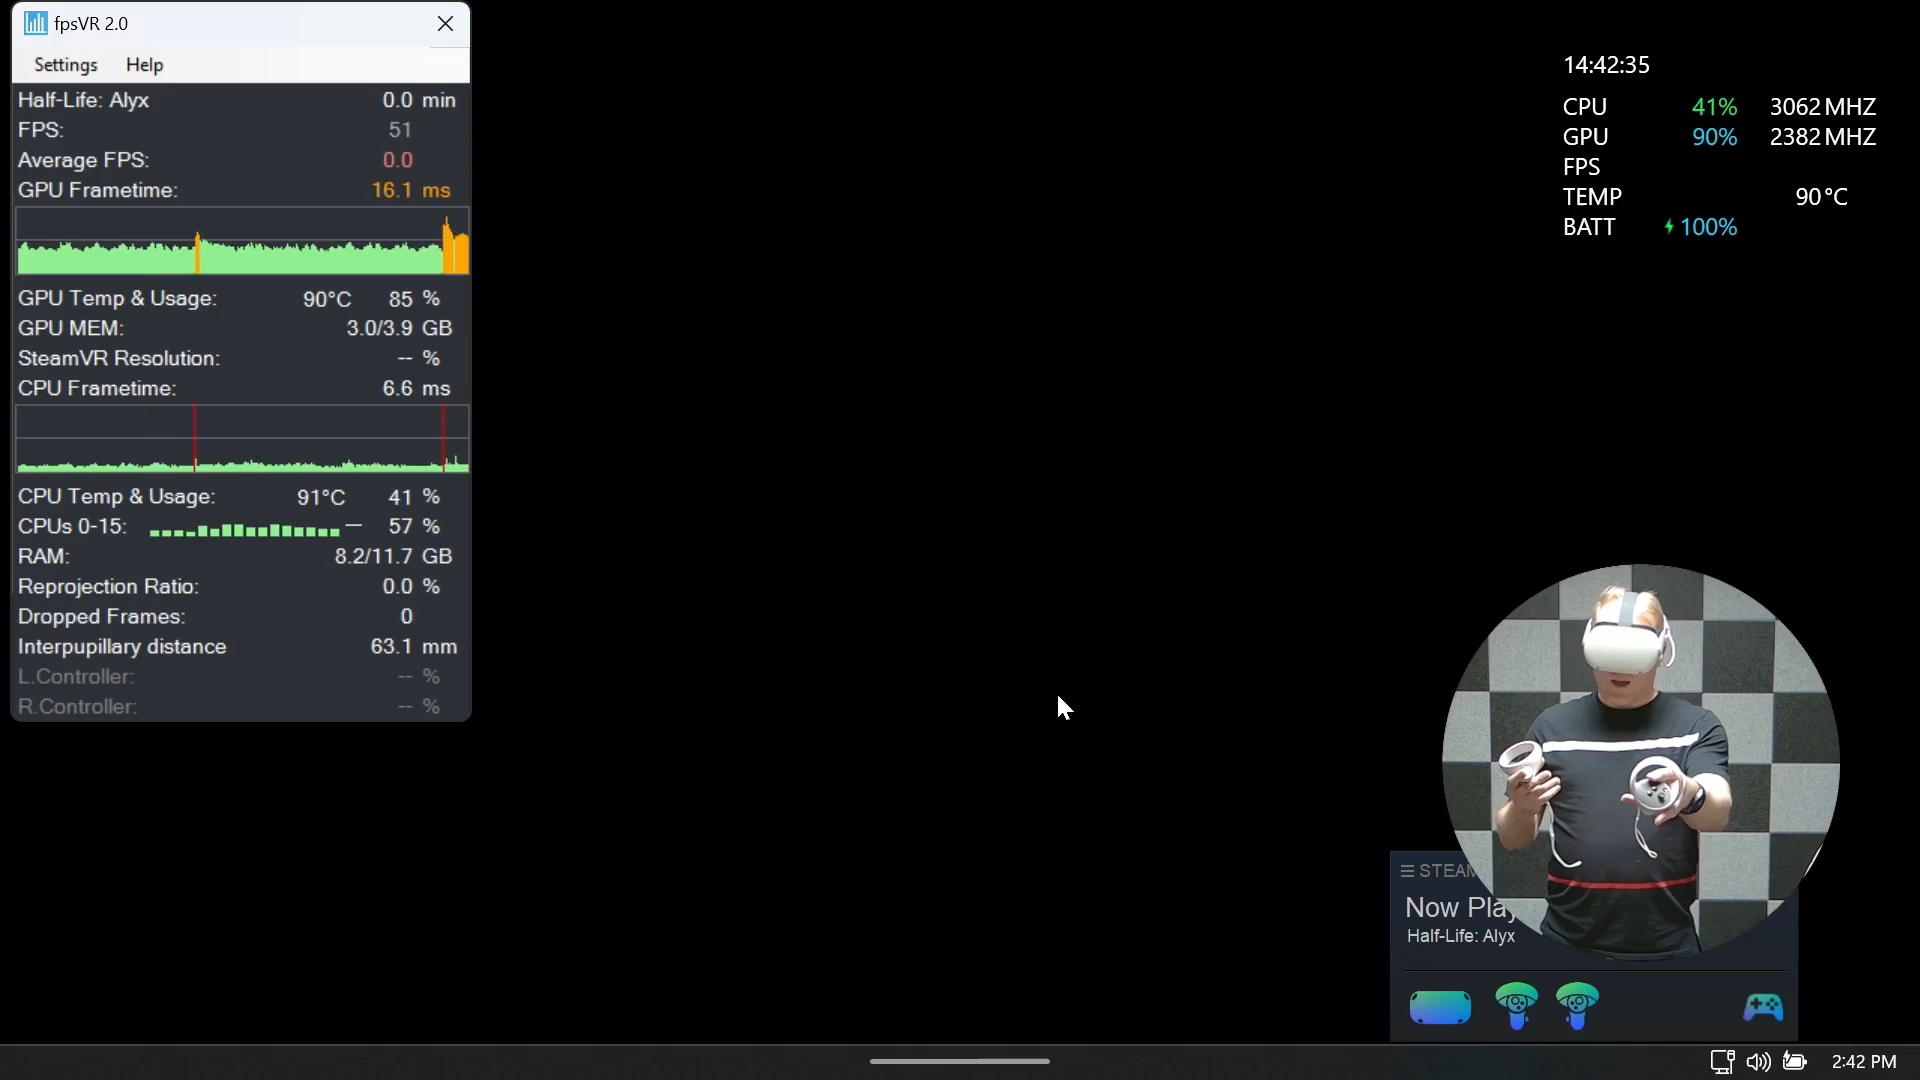 fpsVR 2.0
Settings Help
Half-Life: Alyx 0.0 min
FPS: 51
Average FPS: 0.0
GPU Frametime: 16.1 ms
GPU Temp & Usage: 90°C 85 %
GPU MEM: 3.0/3.9 GB
SteamVR Resolution: -- %
CPU Frametime: 6.6 ms
CPU Temp & Usage: 91°C 41 %
CPUs 0-15: 57 %
RAM: 8.2/11.7 GB
Reprojection Ratio: 0.0 %
Dropped Frames: 0
Interpupillary distance 63.1 mm
L.Controller: -- %
R.Controller: -- %
14:42:35
CPU 41% 3062 MHZ
GPU 90% 2382 MHZ
FPS
TEMP 90°C
BATT 100%
STEAM
Now Play
Half-Life: Alyx
2:42 PM